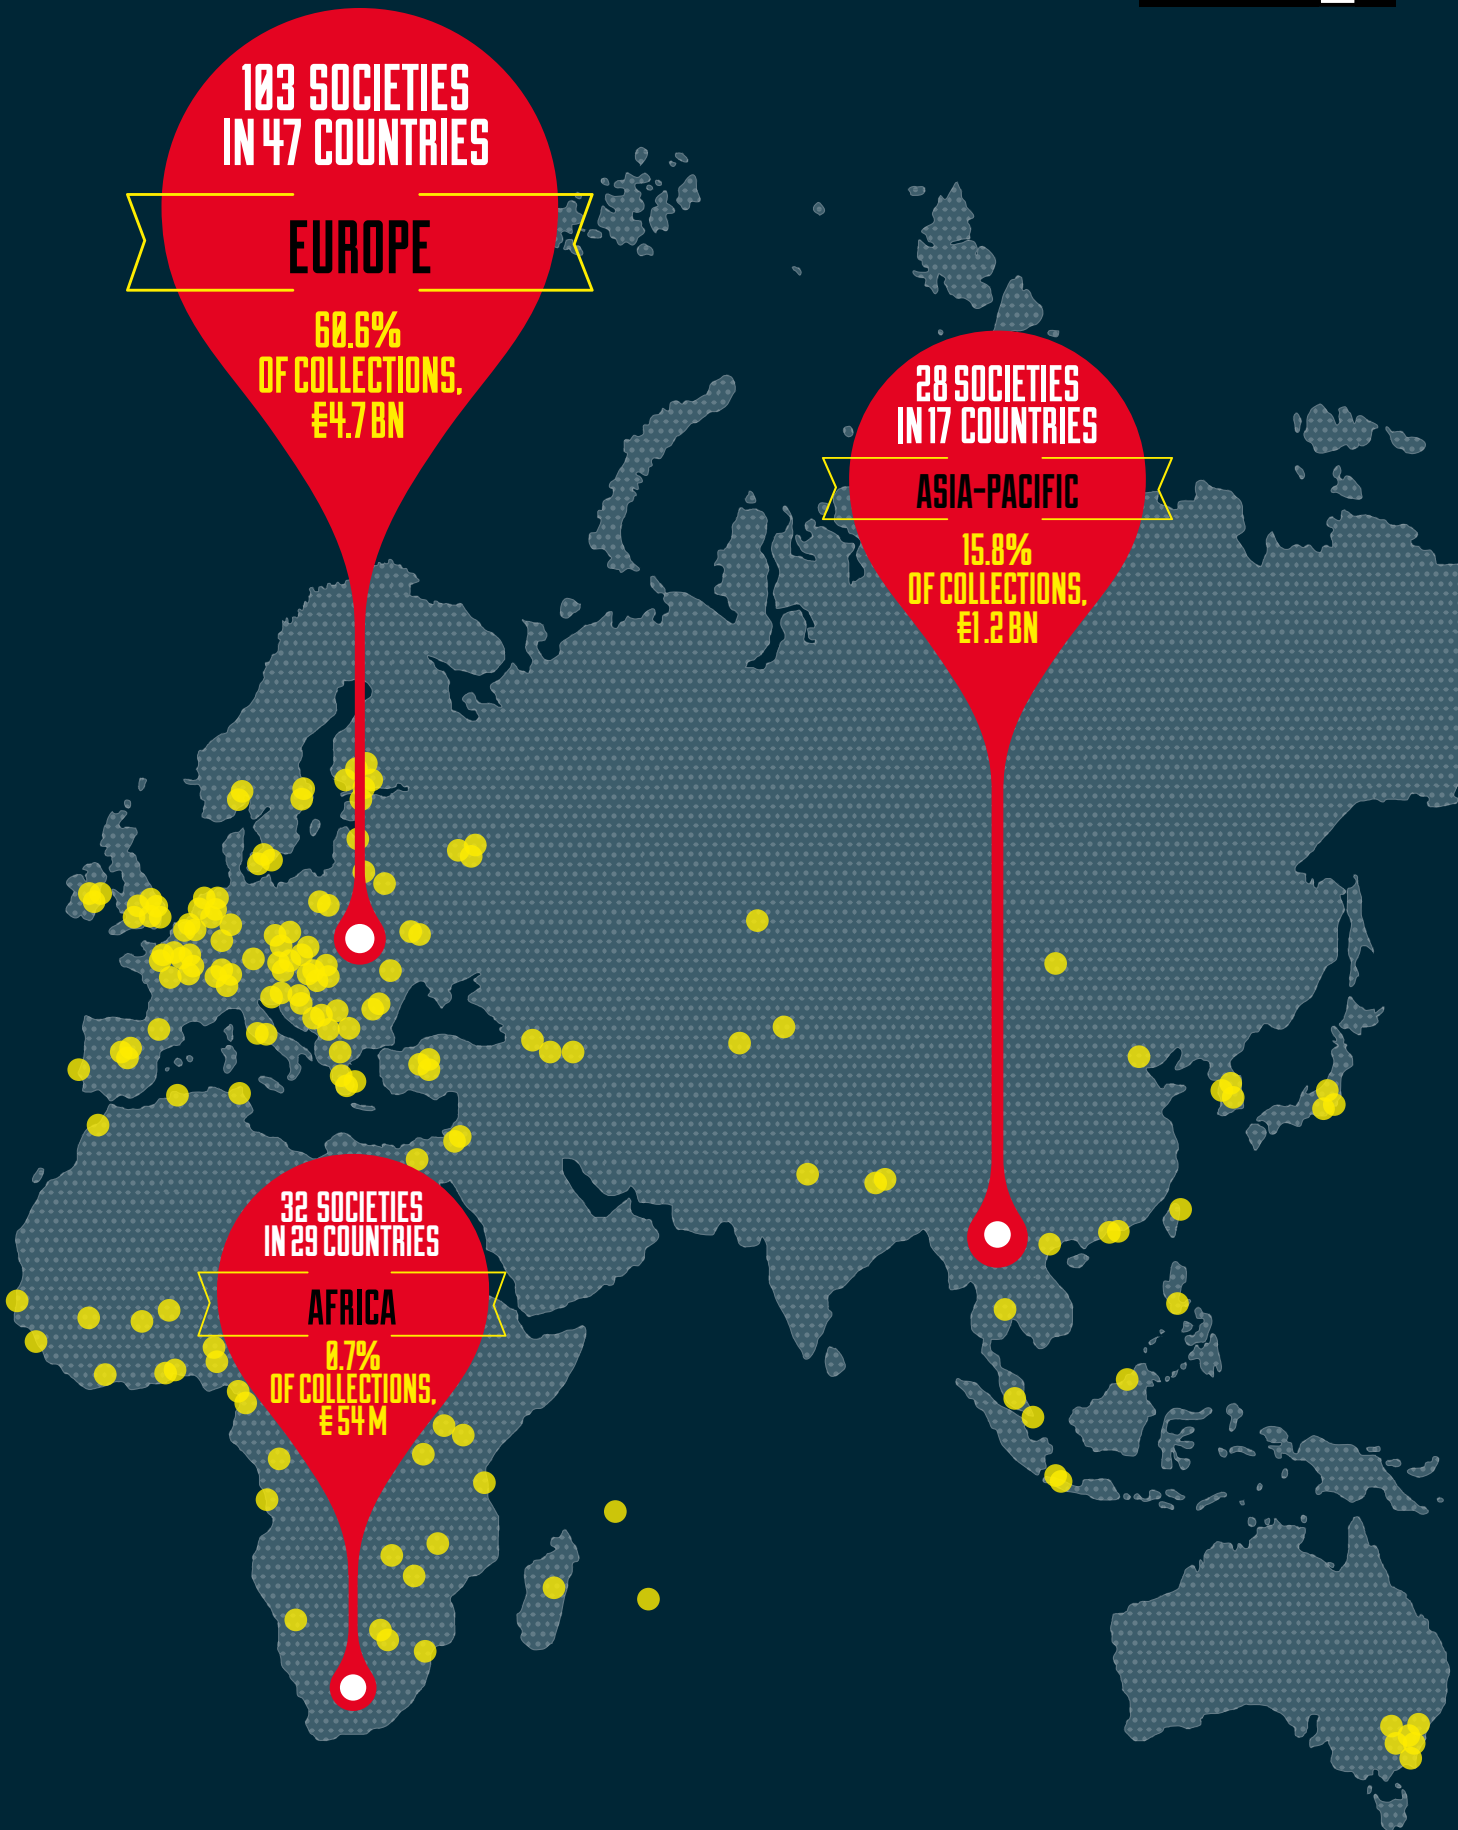 103 SOCIETIES
IN 47 COUNTRIES
EUROPE
60.6%
OF COLLECTIONS,
€4.7 BN
28 SOCIETIES
IN 17 COUNTRIES
ASIA-PACIFIC
15.8%
OF COLLECTIONS,
€1.2 BN
32 SOCIETIES
IN 29 COUNTRIES
AFRICA
0.7%
OF COLLECTIONS,
€ 54 M